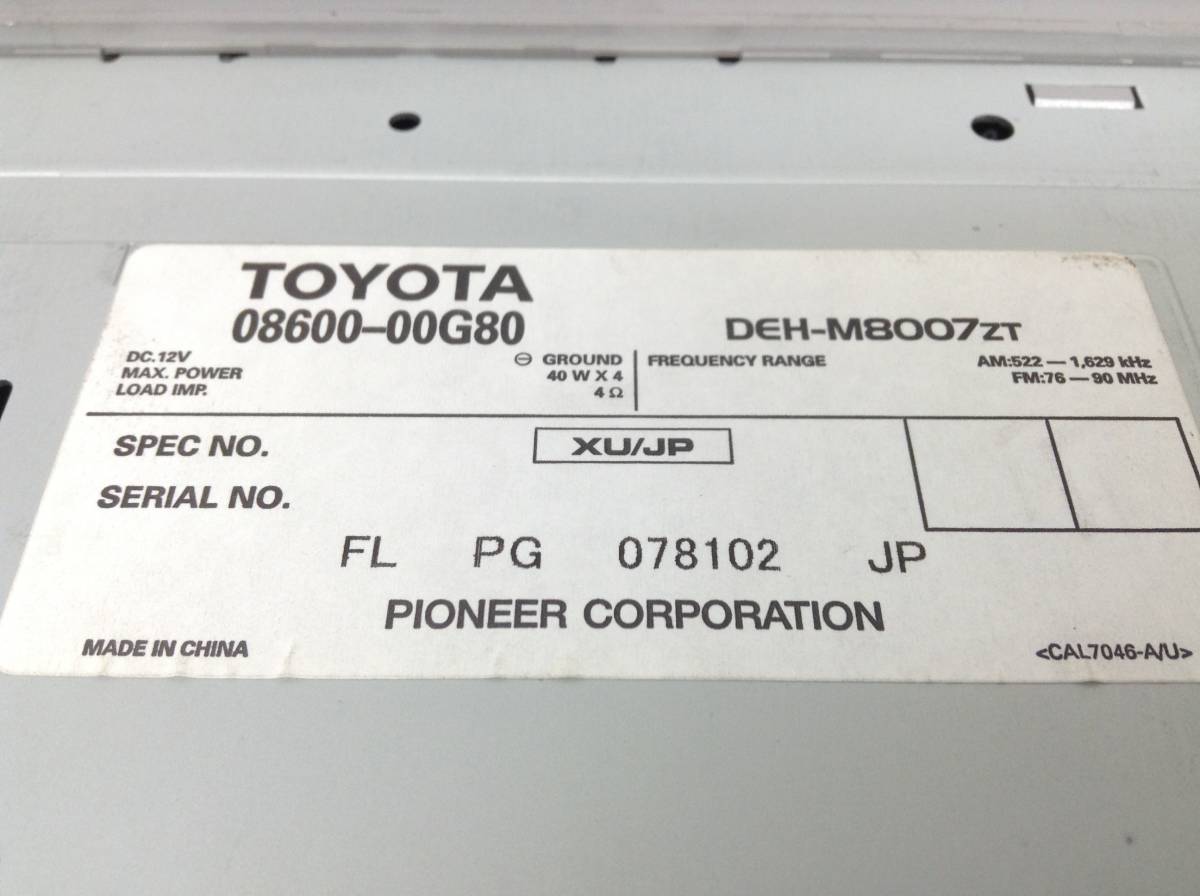 TOYOTA
08600-00G80
DEH-M8007ZT
DC.12V ⊖ GROUND
MAX. POWER 40 W X 4
LOAD IMP. 4 Ω
FREQUENCY RANGE AM:522 — 1,629 kHz
FM:76 — 90 MHz
SPEC NO. XU/JP
SERIAL NO.
FL PG 078102 JP
PIONEER CORPORATION
MADE IN CHINA <CAL7046-A/U>